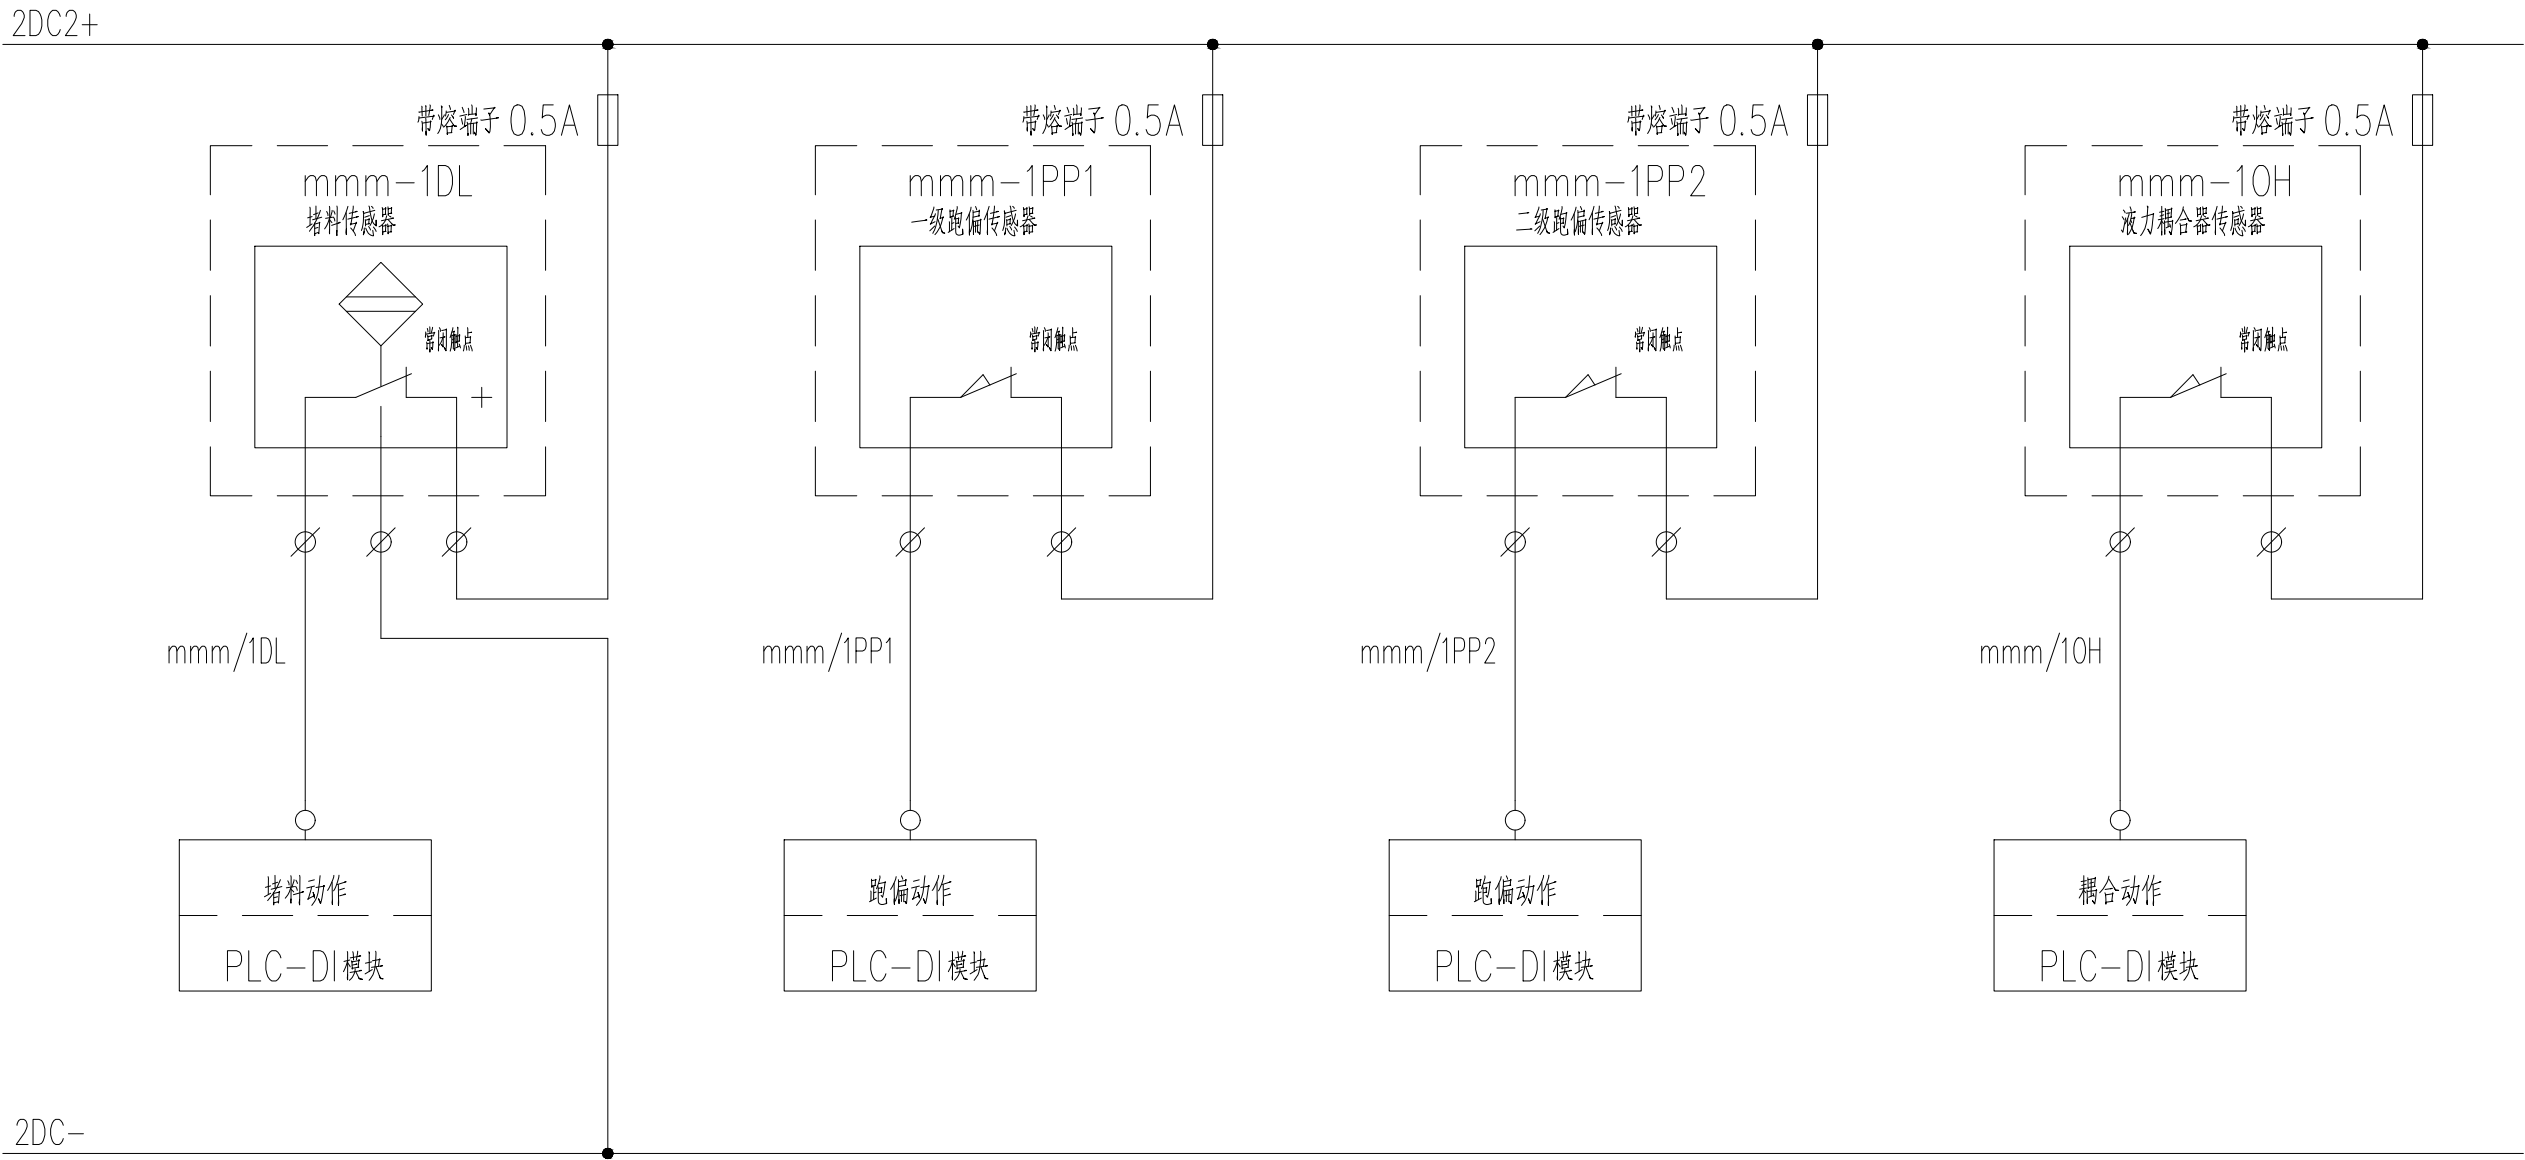 2DC2+
带熔端子 0.5A
带熔端子 0.5A
带熔端子 0.5A
带熔端子 0.5A
mmm-1DL
堵料传感器
常闭触点
+
mmm-1PP1
一级跑偏传感器
常闭触点
mmm-1PP2
二级跑偏传感器
常闭触点
mmm-1OH
液力耦合器传感器
常闭触点
mmm/1DL
mmm/1PP1
mmm/1PP2
mmm/1OH
堵料动作
PLC-DI模块
跑偏动作
PLC-DI模块
跑偏动作
PLC-DI模块
耦合动作
PLC-DI模块
2DC-